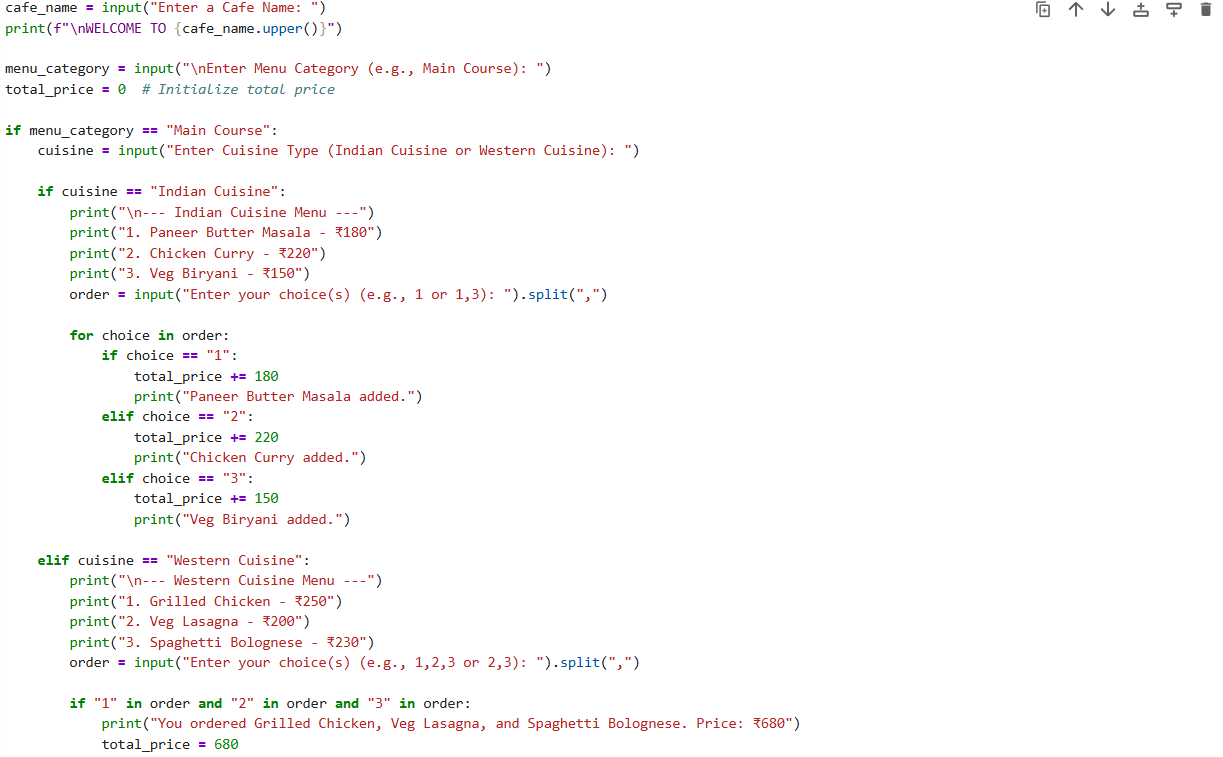 cafe_name = input("Enter a Cafe Name: ")
print(f"\nWELCOME TO {cafe_name.upper()}")

menu_category = input("\nEnter Menu Category (e.g., Main Course): ")
total_price = 0  # Initialize total price

if menu_category == "Main Course":
    cuisine = input("Enter Cuisine Type (Indian Cuisine or Western Cuisine): ")

    if cuisine == "Indian Cuisine":
        print("\n--- Indian Cuisine Menu ---")
        print("1. Paneer Butter Masala - ₹180")
        print("2. Chicken Curry - ₹220")
        print("3. Veg Biryani - ₹150")
        order = input("Enter your choice(s) (e.g., 1 or 1,3): ").split(",")

        for choice in order:
            if choice == "1":
                total_price += 180
                print("Paneer Butter Masala added.")
            elif choice == "2":
                total_price += 220
                print("Chicken Curry added.")
            elif choice == "3":
                total_price += 150
                print("Veg Biryani added.")

    elif cuisine == "Western Cuisine":
        print("\n--- Western Cuisine Menu ---")
        print("1. Grilled Chicken - ₹250")
        print("2. Veg Lasagna - ₹200")
        print("3. Spaghetti Bolognese - ₹230")
        order = input("Enter your choice(s) (e.g., 1,2,3 or 2,3): ").split(",")

        if "1" in order and "2" in order and "3" in order:
            print("You ordered Grilled Chicken, Veg Lasagna, and Spaghetti Bolognese. Price: ₹680")
            total_price = 680